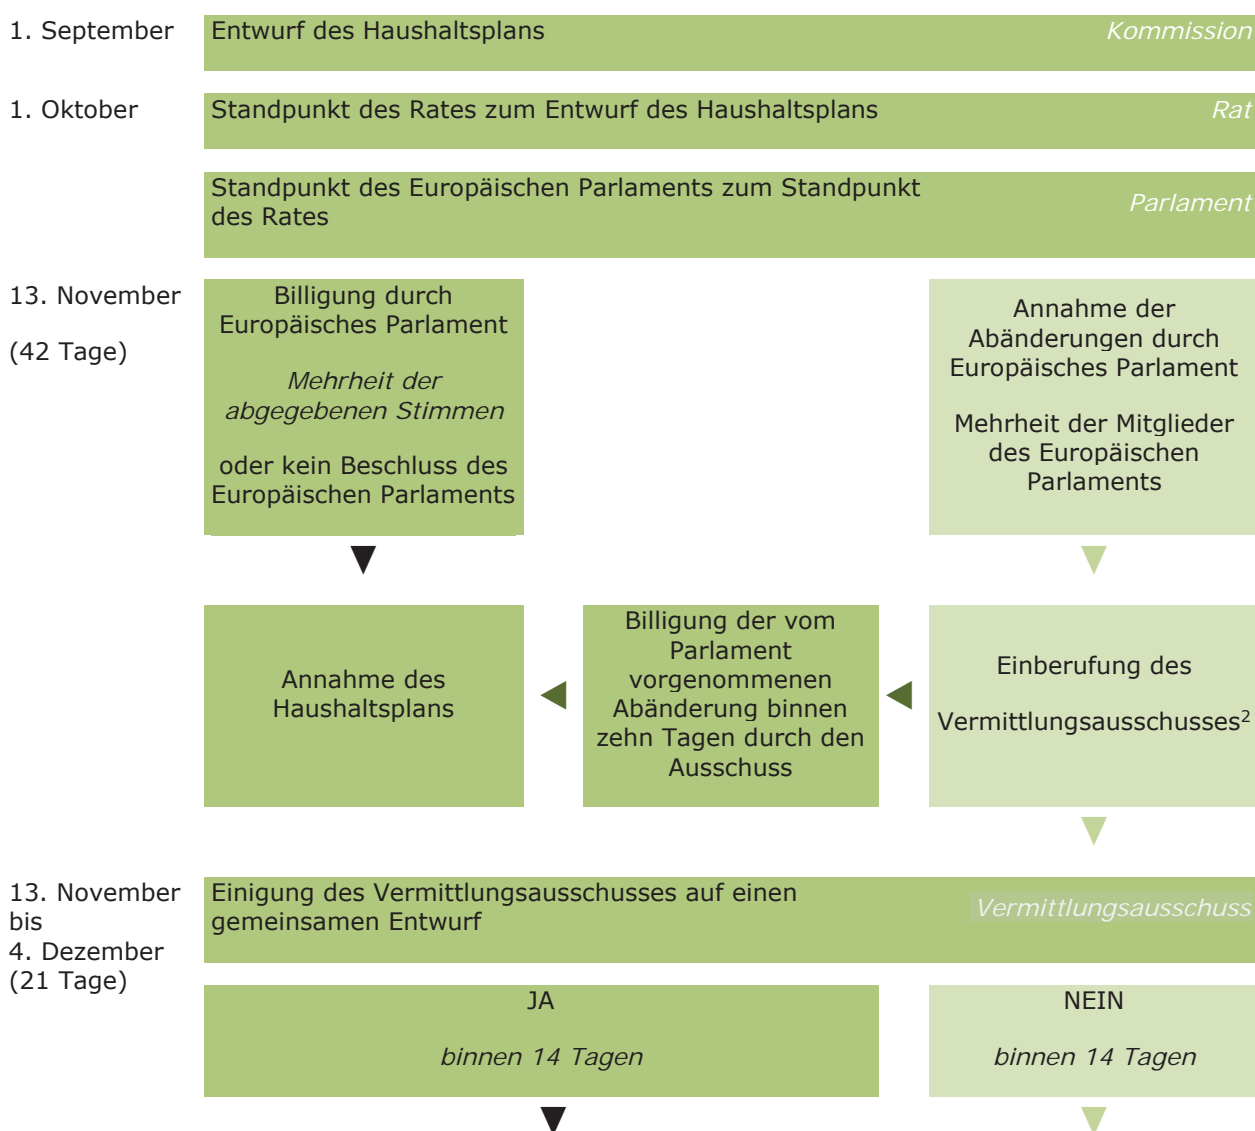 1. September
Entwurf des Haushaltsplans
Kommission
1. Oktober
Standpunkt des Rates zum Entwurf des Haushaltsplans
Rat
Standpunkt des Europäischen Parlaments zum Standpunkt
des Rates
Parlament
13. November
(42 Tage)
Billigung durch
Europäisches Parlament
Mehrheit der
abgegebenen Stimmen
oder kein Beschluss des
Europäischen Parlaments
Annahme der
Abänderungen durch
Europäisches Parlament
Mehrheit der Mitglieder
des Europäischen
Parlaments
Annahme des
Haushaltsplans
Billigung der vom
Parlament
vorgenommenen
Abänderung binnen
zehn Tagen durch den
Ausschuss
Einberufung des
Vermittlungsausschusses²
13. November
bis
4. Dezember
(21 Tage)
Einigung des Vermittlungsausschusses auf einen
gemeinsamen Entwurf
Vermittlungsausschuss
JA
binnen 14 Tagen
NEIN
binnen 14 Tagen